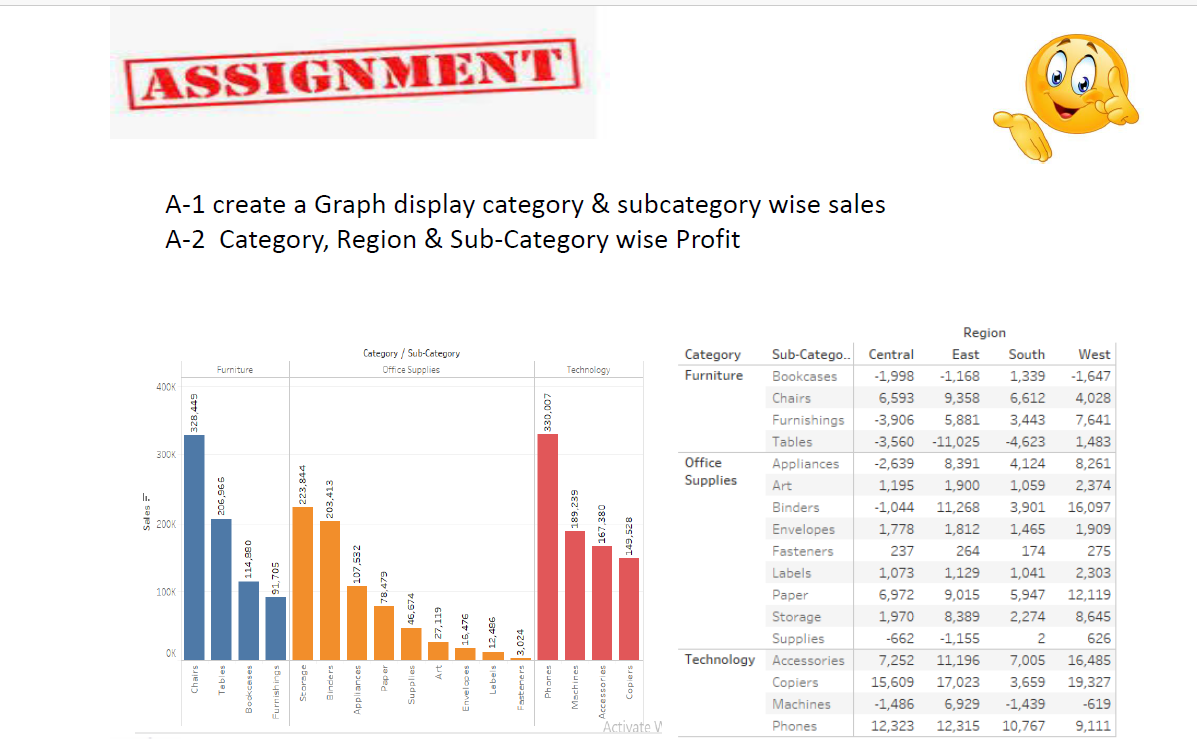 ASSIGNMENT
A-1 create a Graph display category & subcategory wise sales
A-2 Category, Region & Sub-Category wise Profit
Category / Sub-Category
Furniture Office Supplies Technology
Sales
400K
300K
200K
100K
0K
328,449
206,966
114,880
91,705
223,844
203,413
107,532
78,479
46,674
27,119
16,476
12,486
3,024
330,007
189,239
167,380
149,528
Chairs
Tables
Bookcases
Furnishings
Storage
Binders
Appliances
Paper
Supplies
Art
Envelopes
Labels
Fasteners
Phones
Machines
Accessories
Copiers
Activate
Region
Category Sub-Catego.. Central East South West
Furniture Bookcases -1,998 -1,168 1,339 -1,647
Chairs 6,593 9,358 6,612 4,028
Furnishings -3,906 5,881 3,443 7,641
Tables -3,560 -11,025 -4,623 1,483
Office Supplies Appliances -2,639 8,391 4,124 8,261
Art 1,195 1,900 1,059 2,374
Binders -1,044 11,268 3,901 16,097
Envelopes 1,778 1,812 1,465 1,909
Fasteners 237 264 174 275
Labels 1,073 1,129 1,041 2,303
Paper 6,972 9,015 5,947 12,119
Storage 1,970 8,389 2,274 8,645
Supplies -662 -1,155 2 626
Technology Accessories 7,252 11,196 7,005 16,485
Copiers 15,609 17,023 3,659 19,327
Machines -1,486 6,929 -1,439 -619
Phones 12,323 12,315 10,767 9,111